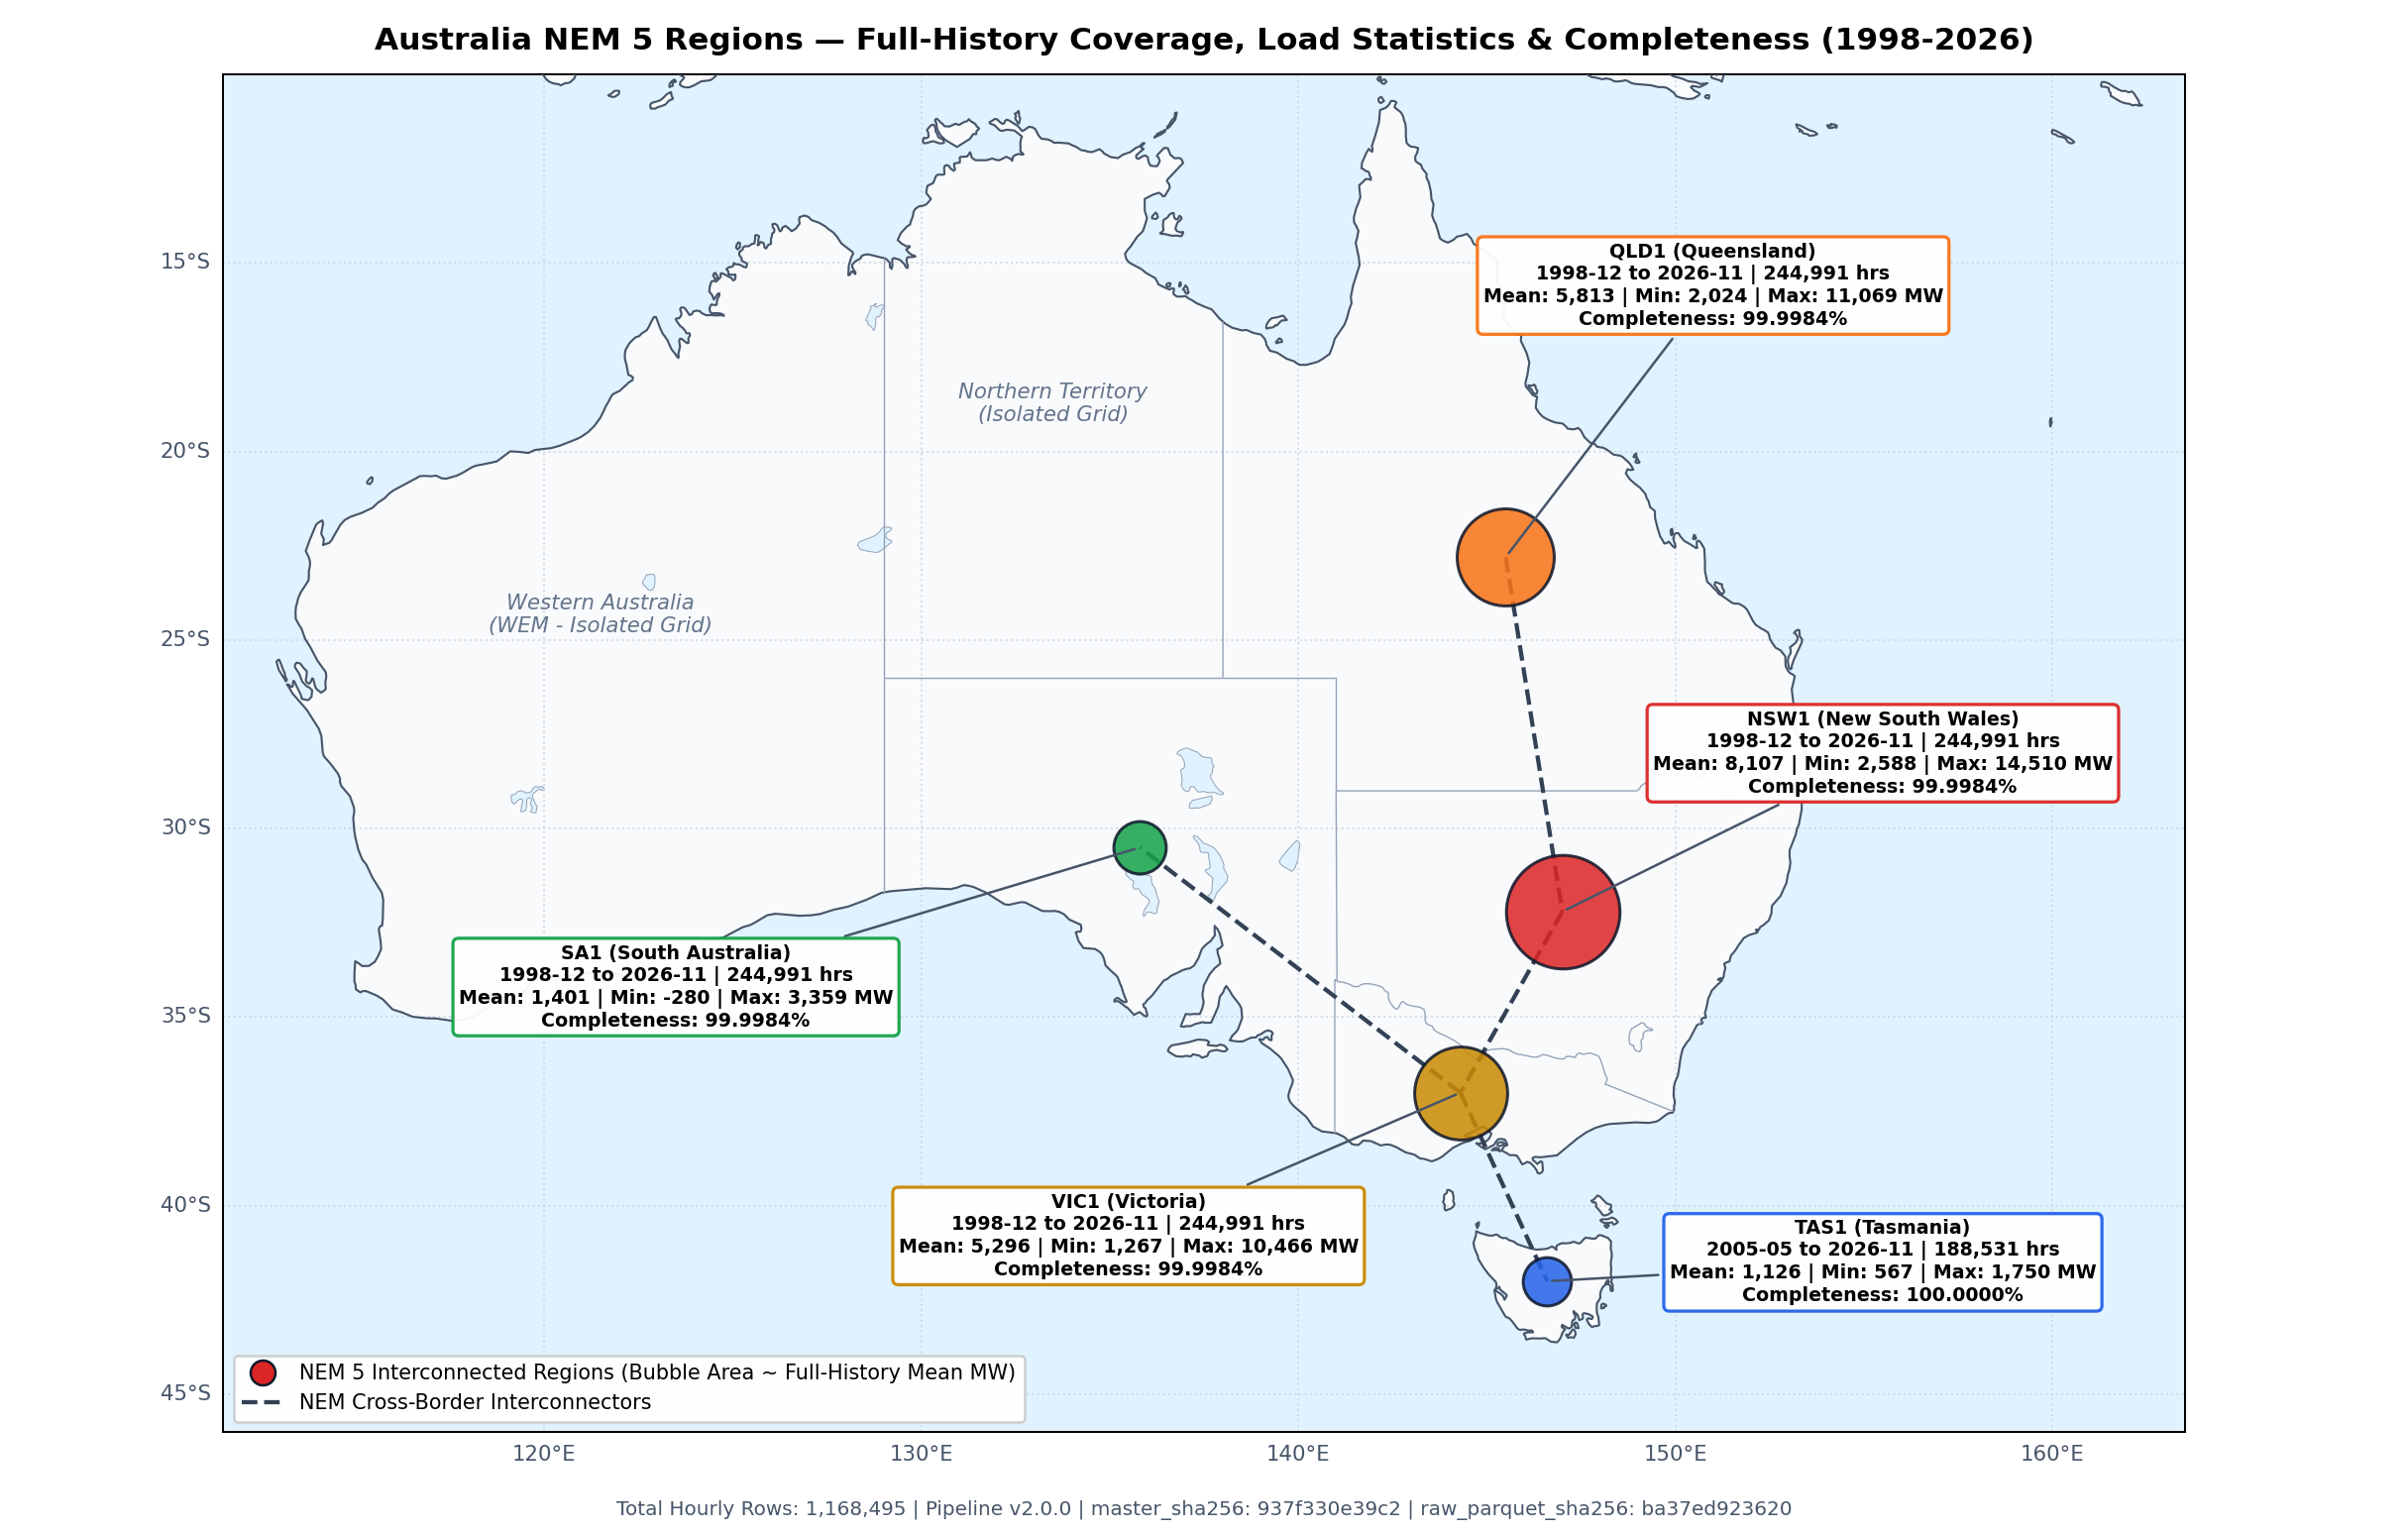 Australia NEM 5 Regions — Full-History Coverage, Load Statistics & Completeness (1998-2026)
15°S
20°S
25°S
30°S
35°S
40°S
45°S
QLD1 (Queensland)
1998-12 to 2026-11 | 244,991 hrs
Mean: 5,813 | Min: 2,024 | Max: 11,069 MW
Completeness: 99.9984%
Northern Territory
(Isolated Grid)
Western Australia
(WEM - Isolated Grid)
NSW1 (New South Wales)
1998-12 to 2026-11 | 244,991 hrs
Mean: 8,107 | Min: 2,588 | Max: 14,510 MW
Completeness: 99.9984%
SA1 (South Australia)
1998-12 to 2026-11 | 244,991 hrs
Mean: 1,401 | Min: -280 | Max: 3,359 MW
Completeness: 99.9984%
VIC1 (Victoria)
1998-12 to 2026-11 | 244,991 hrs
Mean: 5,296 | Min: 1,267 | Max: 10,466 MW
Completeness: 99.9984%
TAS1 (Tasmania)
2005-05 to 2026-11 | 188,531 hrs
Mean: 1,126 | Min: 567 | Max: 1,750 MW
Completeness: 100.0000%
NEM 5 Interconnected Regions (Bubble Area ~ Full-History Mean MW)
NEM Cross-Border Interconnectors
120°E
130°E
140°E
150°E
160°E
Total Hourly Rows: 1,168,495 | Pipeline v2.0.0 | master_sha256: 937f330e39c2 | raw_parquet_sha256: ba37ed923620